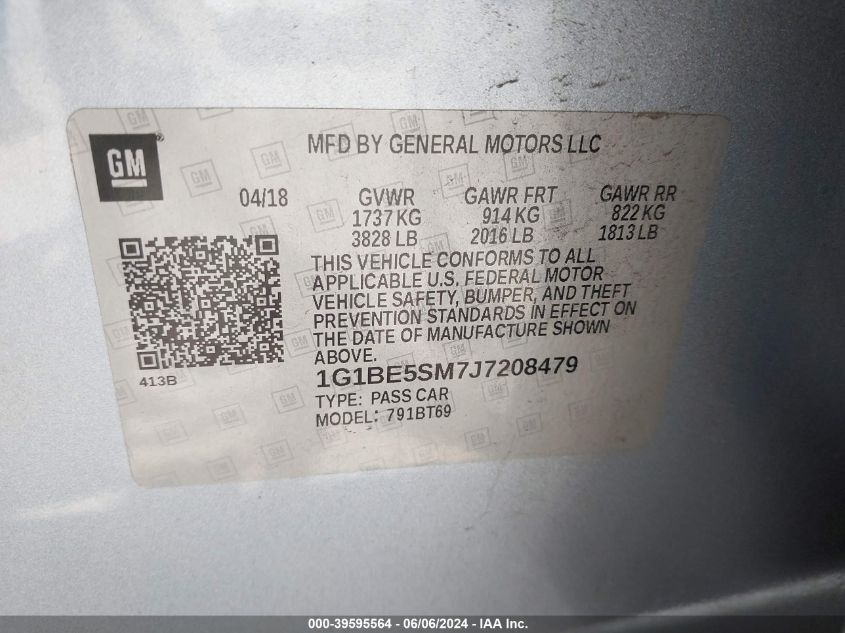 GM®
MFD BY GENERAL MOTORS LLC
04/18
GVWR
1737 KG
3828 LB
GAWR FRT
914 KG
2016 LB
GAWR RR
822 KG
1813 LB
THIS VEHICLE CONFORMS TO ALL
APPLICABLE U.S. FEDERAL MOTOR
VEHICLE SAFETY, BUMPER, AND THEFT
PREVENTION STANDARDS IN EFFECT ON
THE DATE OF MANUFACTURE SHOWN
ABOVE.
413B
1G1BE5SM7J7208479
TYPE: PASS CAR
MODEL: 791BT69
000-39595564 - 06/06/2024 - IAA Inc.